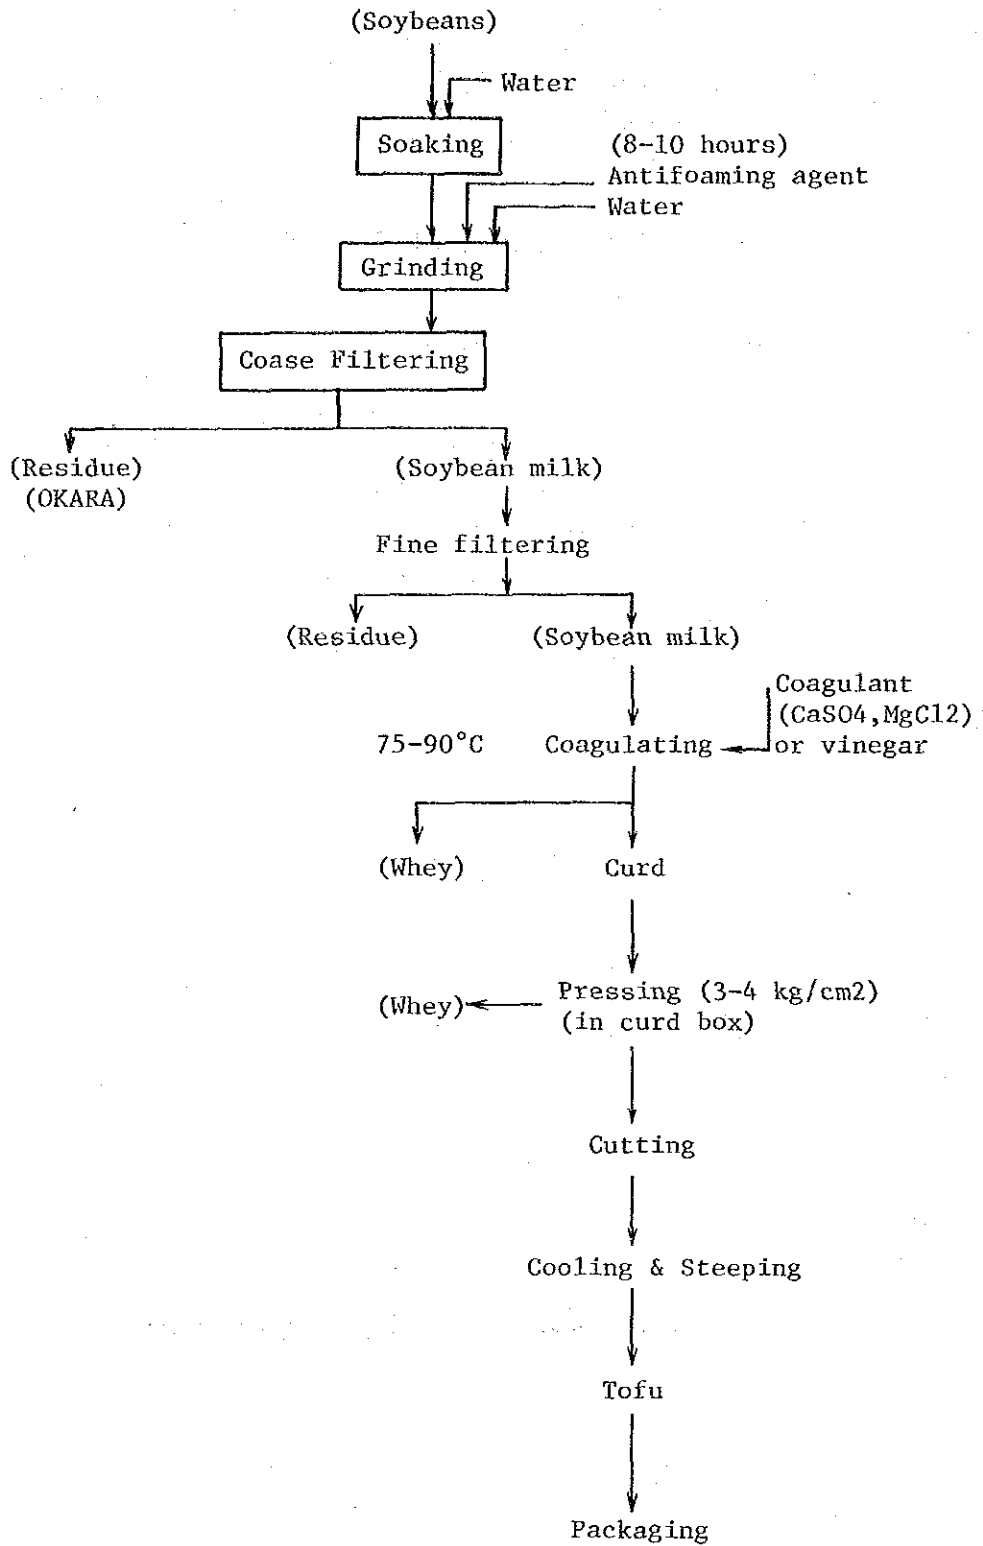 (Soybeans)
Water
Soaking
(8-10 hours)
Antifoaming agent
Water
Grinding
Coase Filtering
(Residue)
(OKARA)
(Soybean milk)
Fine filtering
(Residue)
(Soybean milk)
Coagulant
(CaSO4,MgCl2)
or vinegar
75-90°C
Coagulating
(Whey)
Curd
(Whey)
Pressing (3-4 kg/cm2)
(in curd box)
Cutting
Cooling & Steeping
Tofu
Packaging